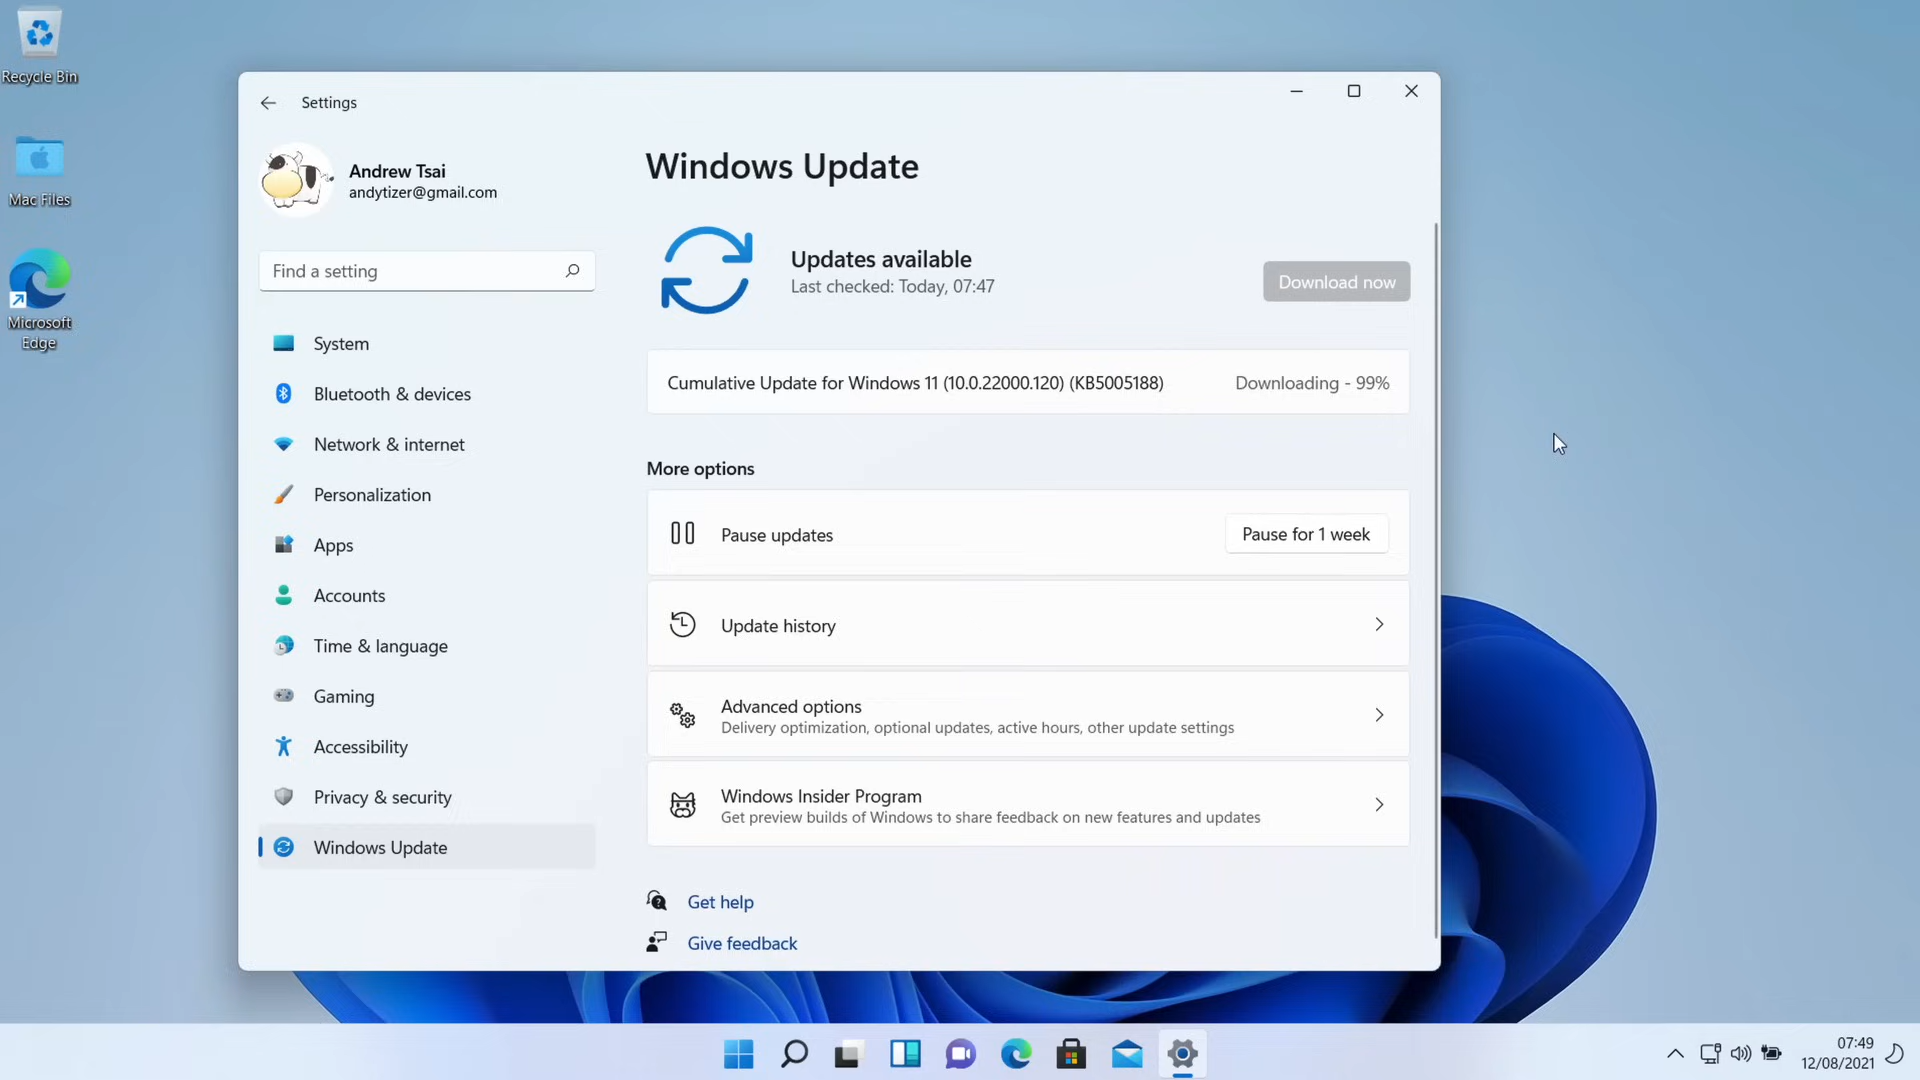 Recycle Bin
Mac Files
Microsoft
Edge
Settings
Andrew Tsai
andytizer@gmail.com
Find a setting
System
Bluetooth & devices
Network & internet
Personalization
Apps
Accounts
Time & language
Gaming
Accessibility
Privacy & security
Windows Update
Windows Update
Updates available
Last checked: Today, 07:47
Download now
Cumulative Update for Windows 11 (10.0.22000.120) (KB5005188)
Downloading - 99%
More options
Pause updates
Pause for 1 week
Update history
Advanced options
Delivery optimization, optional updates, active hours, other update settings
Windows Insider Program
Get preview builds of Windows to share feedback on new features and updates
Get help
Give feedback
07:49
12/08/2021